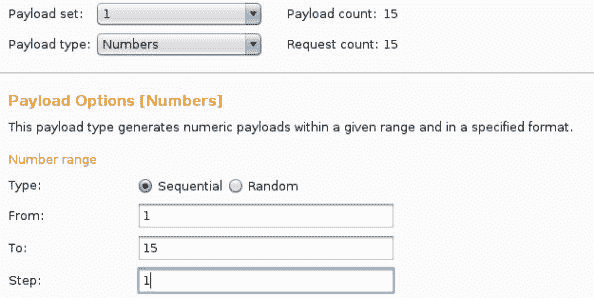 Payload set: 1 Payload count: 15
Payload type: Numbers Request count: 15
Payload Options [Numbers]
This payload type generates numeric payloads within a given range and in a specified format.
Number range
Type: Sequential Random
From: 1
To: 15
Step: 1